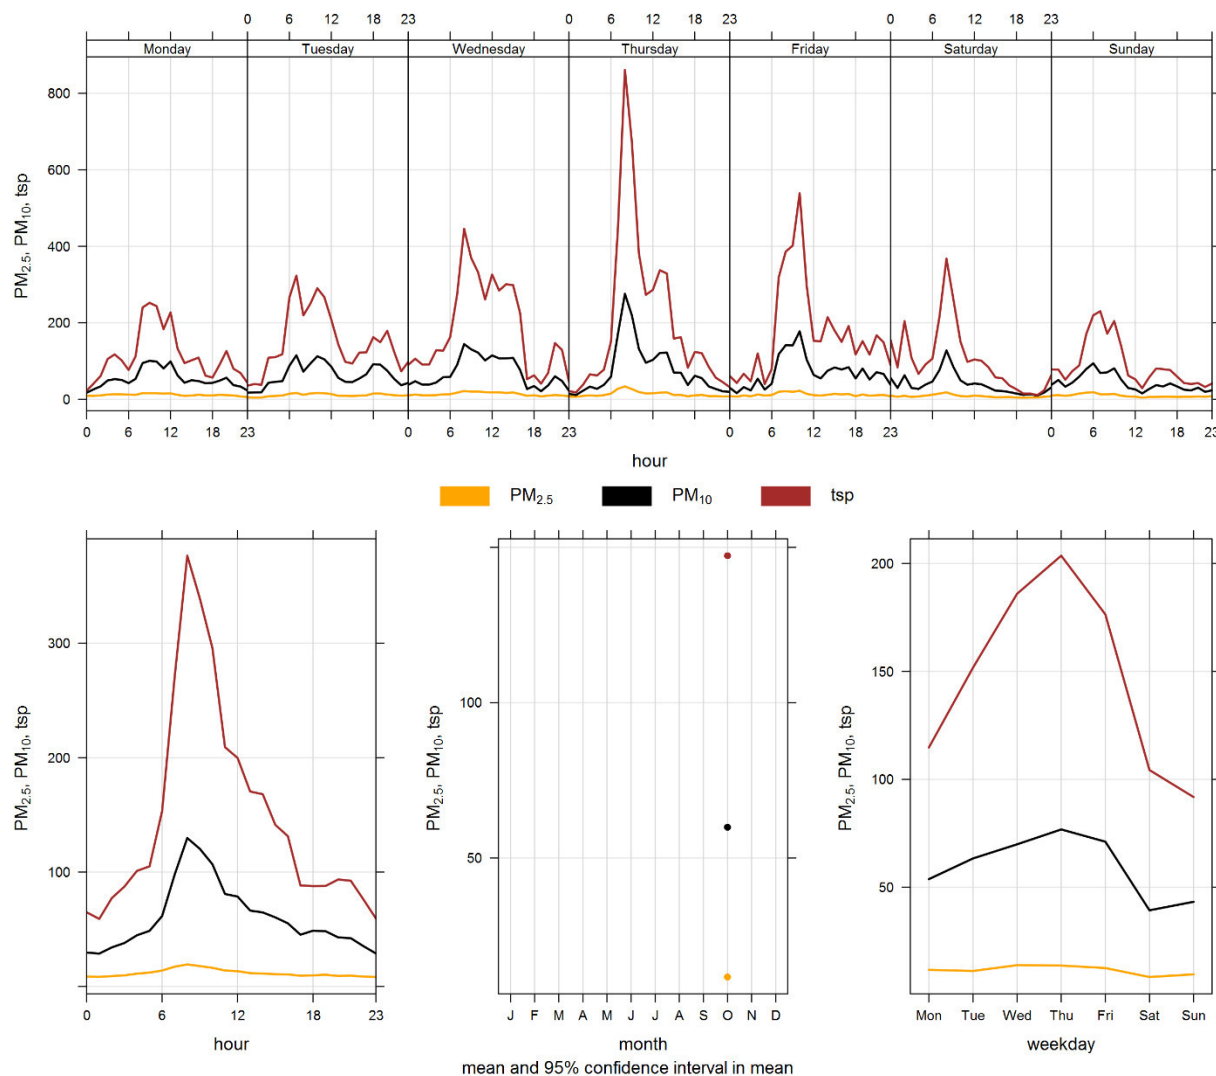 0 6 12 18 23 0 6 12 18 23 0 6 12 18 23
Monday Tuesday Wednesday Thursday Friday Saturday Sunday
PM2.5, PM10, tsp
800
600
400
200
0
0 6 12 18 23 0 6 12 18 23 0 6 12 18 23 0 6 12 18 23
hour
PM2.5 PM10 tsp
PM2.5, PM10, tsp
300
200
100
0
0 6 12 23
hour
PM2.5, PM10, tsp
100
50
J F M A M J J A S O N D
month
PM2.5, PM10, tsp
200
150
100
50
Mon Tue Wed Thu Fri Sat Sun
weekday
mean and 95% confidence interval in mean